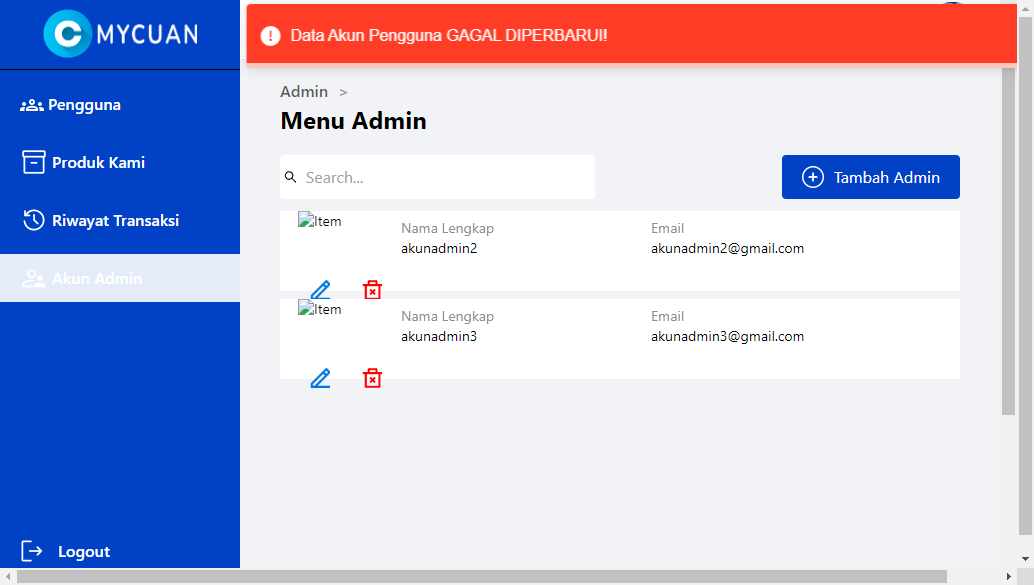 MYCUAN
Data Akun Pengguna GAGAL DIPERBARUI!
Pengguna
Produk Kami
Riwayat Transaksi
Akun Admin
Logout
Admin >
Menu Admin
Search...
Tambah Admin
Item
Nama Lengkap
akunadmin2
Email
akunadmin2@gmail.com
Item
Nama Lengkap
akunadmin3
Email
akunadmin3@gmail.com